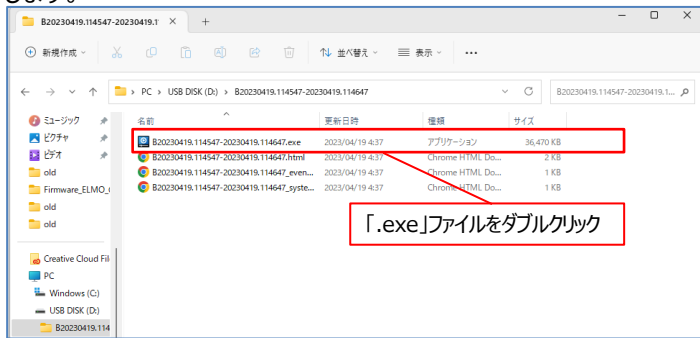 B20230419.114547-20230419.1
新規作成
並べ替え
表示
PC > USB DISK (D:) > B20230419.114547-20230419.114647
B20230419.114547-20230419.1...
ミュージック
ピクチャ
ビデオ
old
Firmware_ELMO_
old
old
Creative Cloud Fil
PC
Windows (C:)
USB DISK (D:)
B20230419.114
名前 更新日時 種類 サイズ
B20230419.114547-20230419.114647.exe 2023/04/19 4:37 アプリケーション 36,470 KB
B20230419.114547-20230419.114647.html 2023/04/19 4:37 Chrome HTML Do... 2 KB
B20230419.114547-20230419.114647_even... 2023/04/19 4:37 Chrome HTML Do... 1 KB
B20230419.114547-20230419.114647_syste... 2023/04/19 4:37 Chrome HTML Do... 1 KB
「.exe」ファイルをダブルクリック